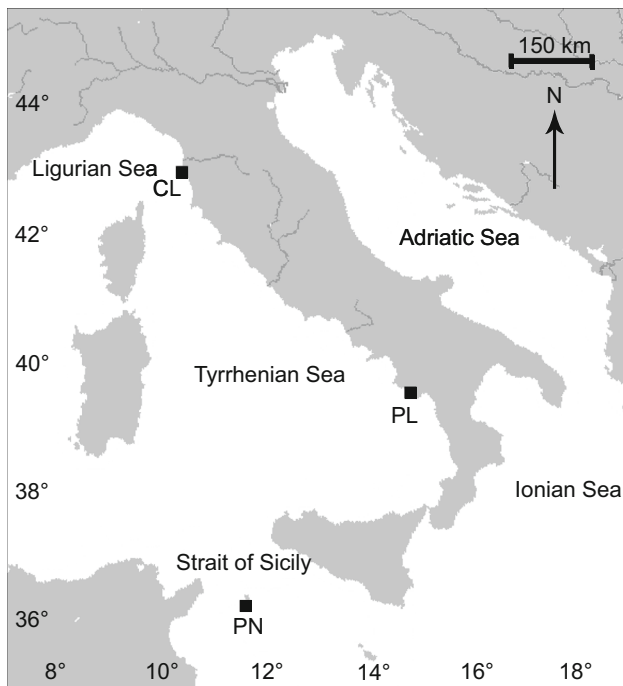 150 km
N
44°
Ligurian Sea
CL
42°
Adriatic Sea
40°
Tyrrhenian Sea
PL
38°
Ionian Sea
Strait of Sicily
36°
PN
8° 10° 12° 14° 16° 18°